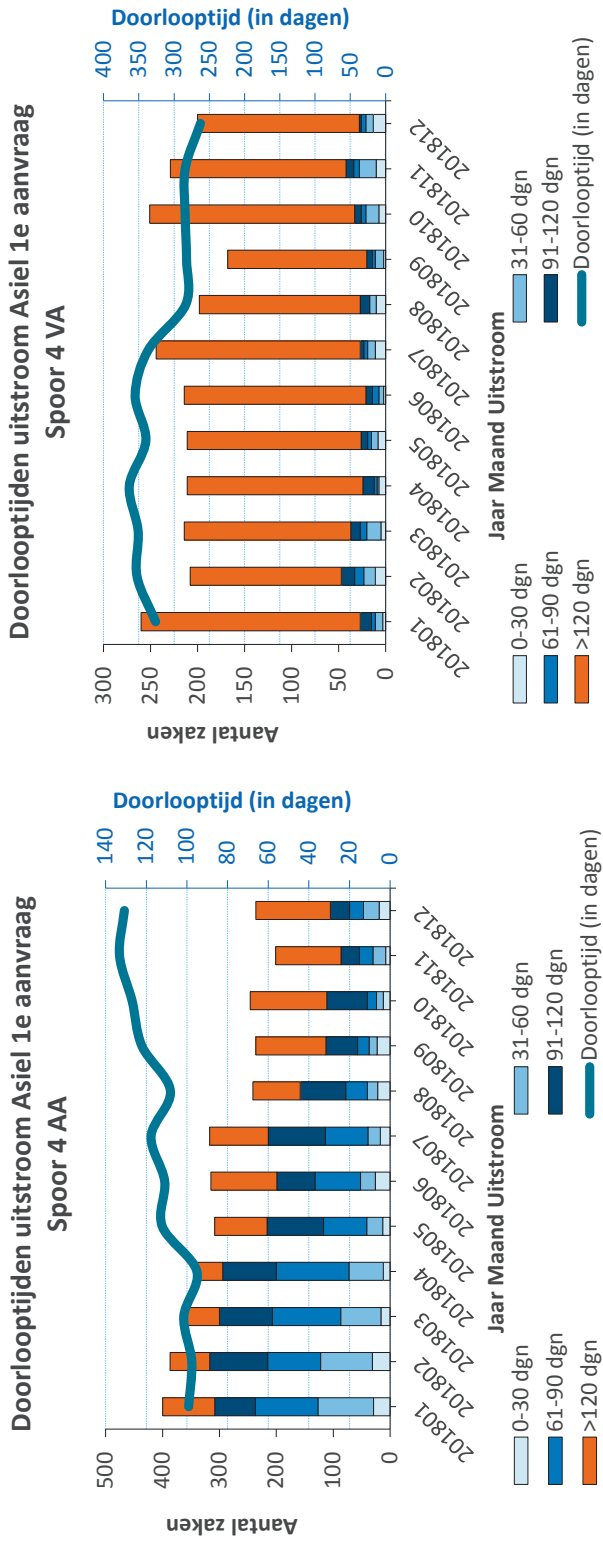 Doorlooptijden uitstroom Asiel 1e aanvraag
Spoor 4 AA
Aantal zaken
500
400
300
200
100
0
Doorlooptijd (in dagen)
140
120
100
80
60
40
20
0
201801
201802
201803
201804
201805
201806
201807
201808
201809
201810
201811
201812
Jaar Maand Uitstroom
0-30 dgn
31-60 dgn
61-90 dgn
91-120 dgn
>120 dgn
Doorlooptijd (in dagen)
Doorlooptijden uitstroom Asiel 1e aanvraag
Spoor 4 VA
Aantal zaken
300
250
200
150
100
50
0
Doorlooptijd (in dagen)
400
350
300
250
200
150
100
50
0
201801
201802
201803
201804
201805
201806
201807
201808
201809
201810
201811
201812
Jaar Maand Uitstroom
0-30 dgn
31-60 dgn
61-90 dgn
91-120 dgn
>120 dgn
Doorlooptijd (in dagen)